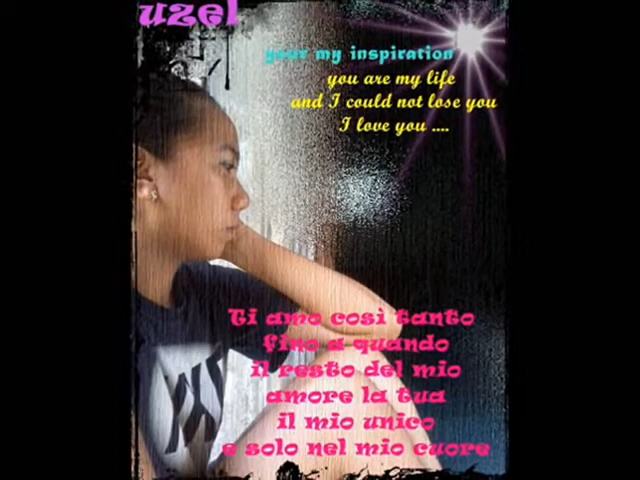 uzel
your my inspiration
you are my life
and I could not lose you
I love you ....
Ti amo così tanto
fino a quando
il resto del mio
amore la tua
il mio unico
e solo nel mio cuore